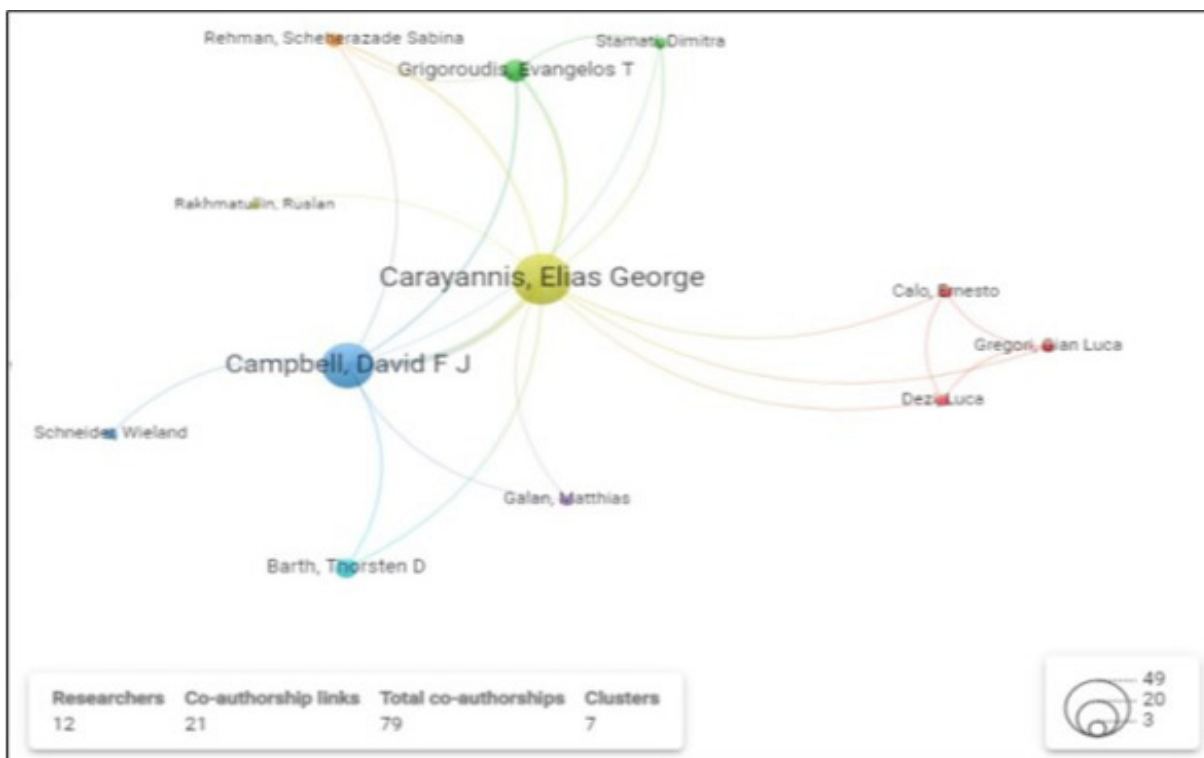 Rehman, Scheherazade Sabina
Stamati, Dimitra
Grigoroudis, Evangelos T
Rakhmatullin, Ruslan
Carayannis, Elias George
Calo, Ernesto
Gregori, Gian Luca
Campbell, David F J
Dezi, Luca
Schneider, Wieland
Galan, Matthias
Barth, Thorsten D
Researchers Co-authorship links Total co-authorships Clusters
12 21 79 7
49
20
3